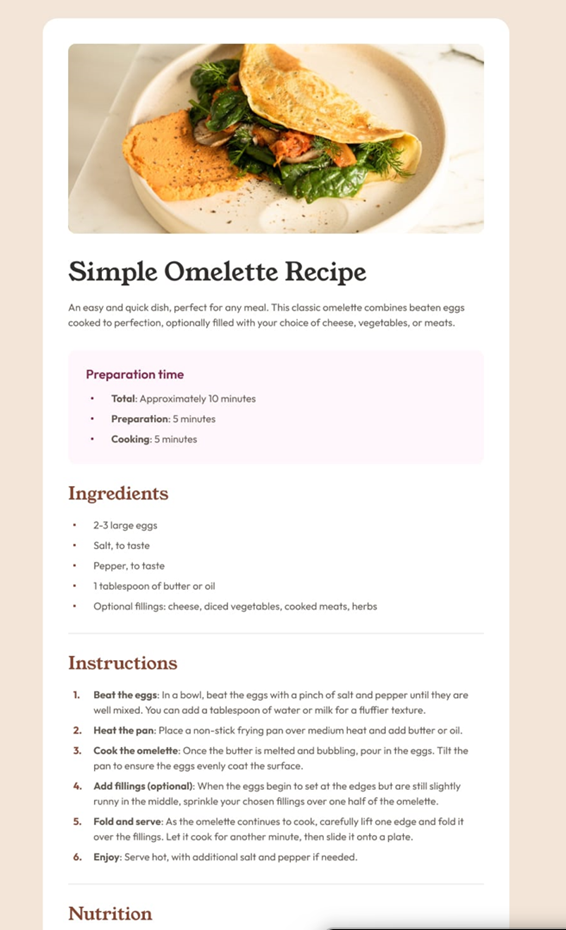 Simple Omelette Recipe
An easy and quick dish, perfect for any meal. This classic omelette combines beaten eggs
cooked to perfection, optionally filled with your choice of cheese, vegetables, or meats.
Preparation time
• Total: Approximately 10 minutes
• Preparation: 5 minutes
• Cooking: 5 minutes
Ingredients
• 2-3 large eggs
• Salt, to taste
• Pepper, to taste
• 1 tablespoon of butter or oil
• Optional fillings: cheese, diced vegetables, cooked meats, herbs
Instructions
1. Beat the eggs: In a bowl, beat the eggs with a pinch of salt and pepper until they are
well mixed. You can add a tablespoon of water or milk for a fluffier texture.
2. Heat the pan: Place a non-stick frying pan over medium heat and add butter or oil.
3. Cook the omelette: Once the butter is melted and bubbling, pour in the eggs. Tilt the
pan to ensure the eggs evenly coat the surface.
4. Add fillings (optional): When the eggs begin to set at the edges but are still slightly
runny in the middle, sprinkle your chosen fillings over one half of the omelette.
5. Fold and serve: As the omelette continues to cook, carefully lift one edge and fold it
over the fillings. Let it cook for another minute, then slide it onto a plate.
6. Enjoy: Serve hot, with additional salt and pepper if needed.
Nutrition